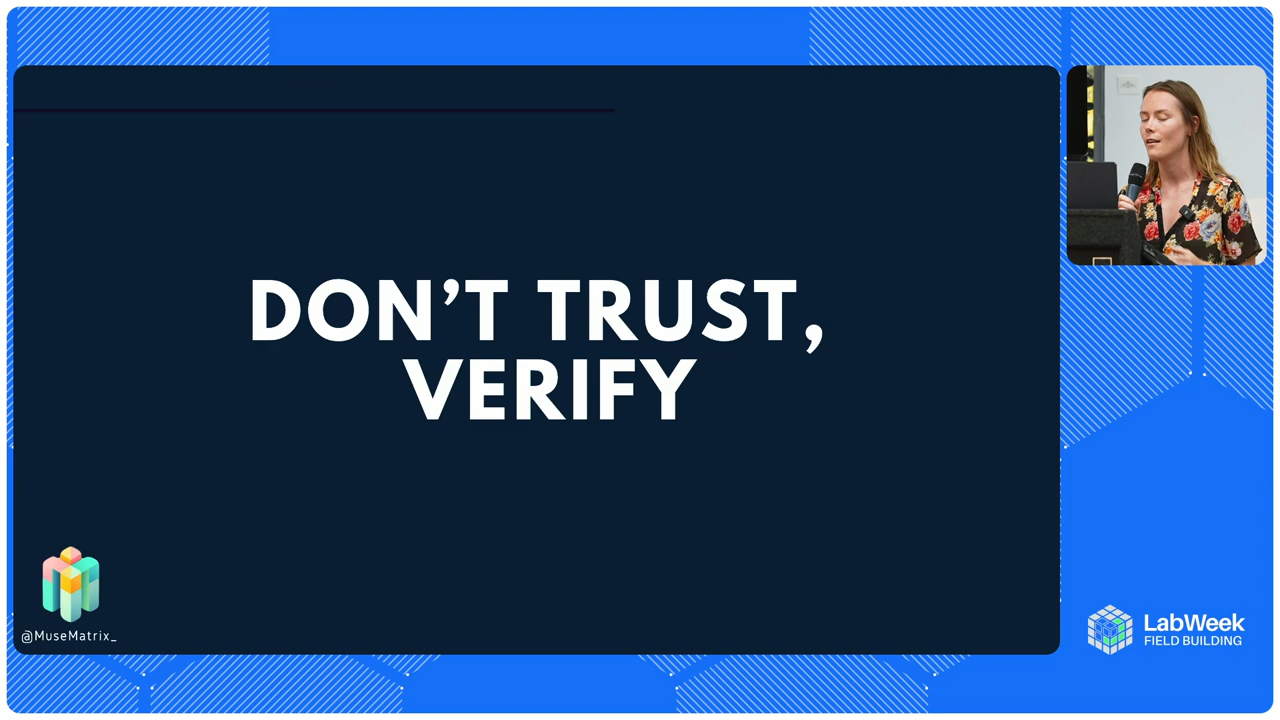 DON’T TRUST,
VERIFY
@MuseMatrix_
LabWeek
FIELD BUILDING